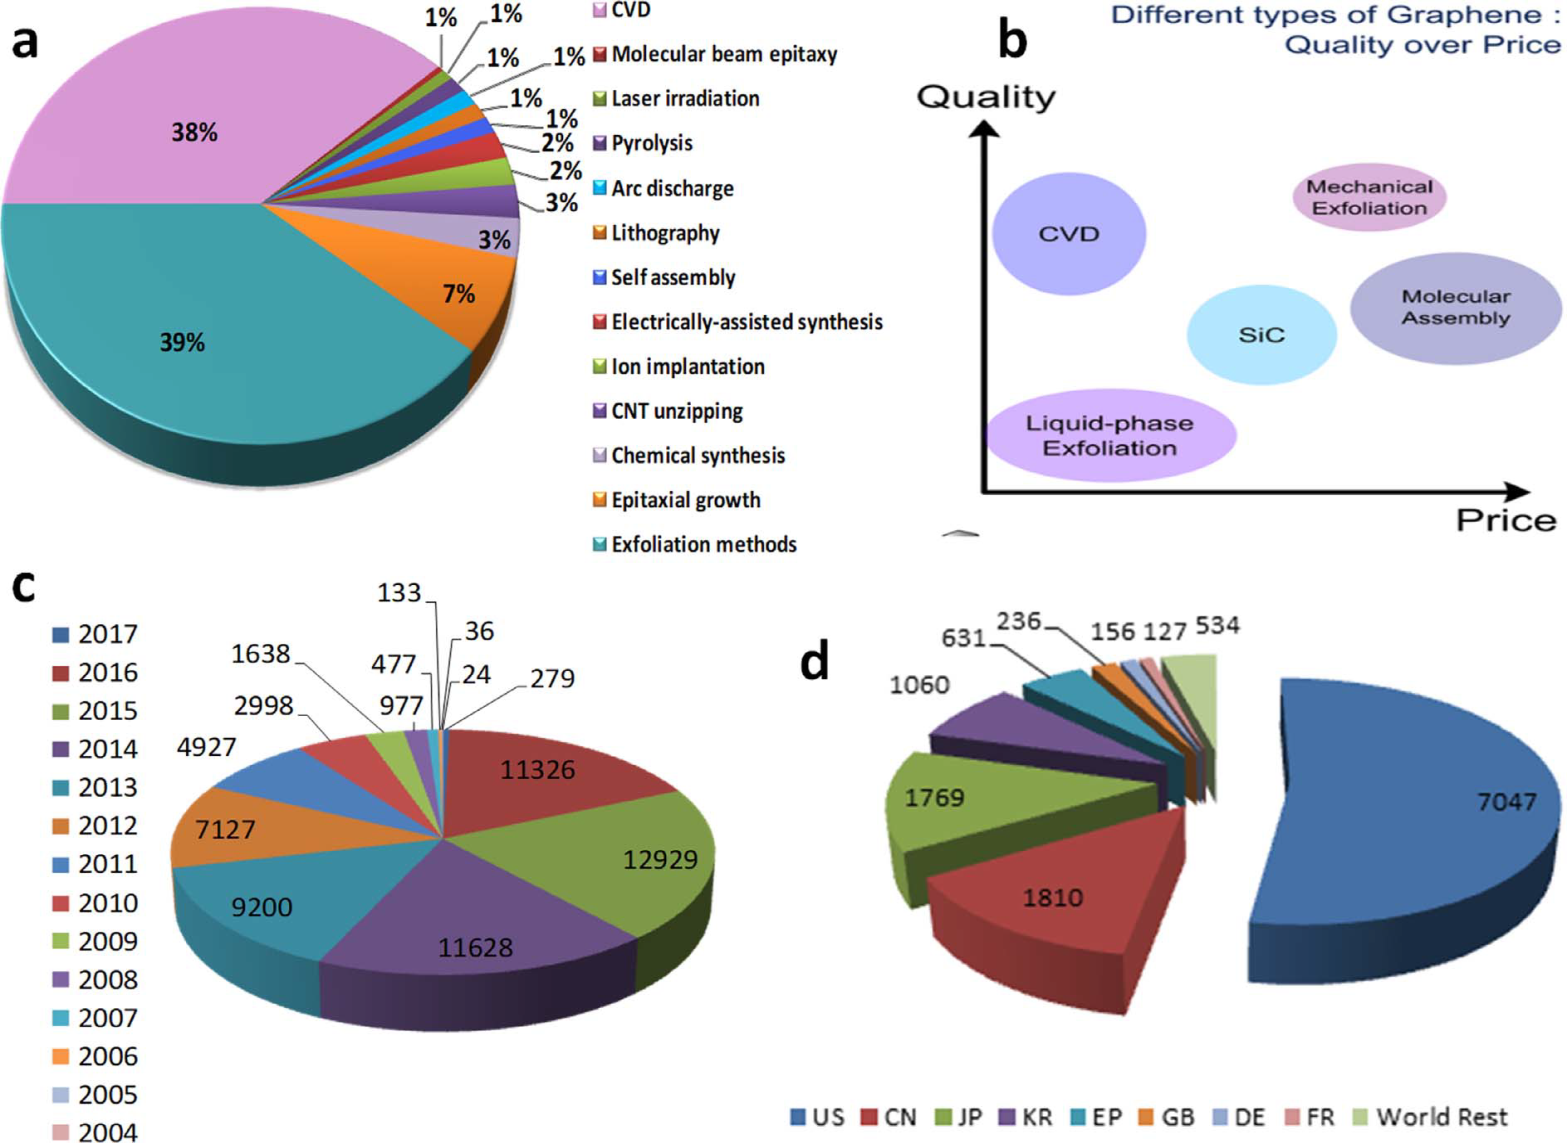 a
1%
1%
1%
1%
1%
1%
2%
2%
3%
3%
7%
38%
39%
CVD
Molecular beam epitaxy
Laser irradiation
Pyrolysis
Arc discharge
Lithography
Self assembly
Electrically-assisted synthesis
Ion implantation
CNT unzipping
Chemical synthesis
Epitaxial growth
Exfoliation methods
b
Different types of Graphene :
Quality over Price
Quality
CVD
Mechanical
Exfoliation
Molecular
Assembly
SiC
Liquid-phase
Exfoliation
Price
c
2017
2016
2015
2014
2013
2012
2011
2010
2009
2008
2007
2006
2005
2004
133
36
24
279
477
977
1638
2998
4927
7127
9200
11628
12929
11326
d
236
156
127
534
631
1060
1769
1810
7047
US
CN
JP
KR
EP
GB
DE
FR
World Rest